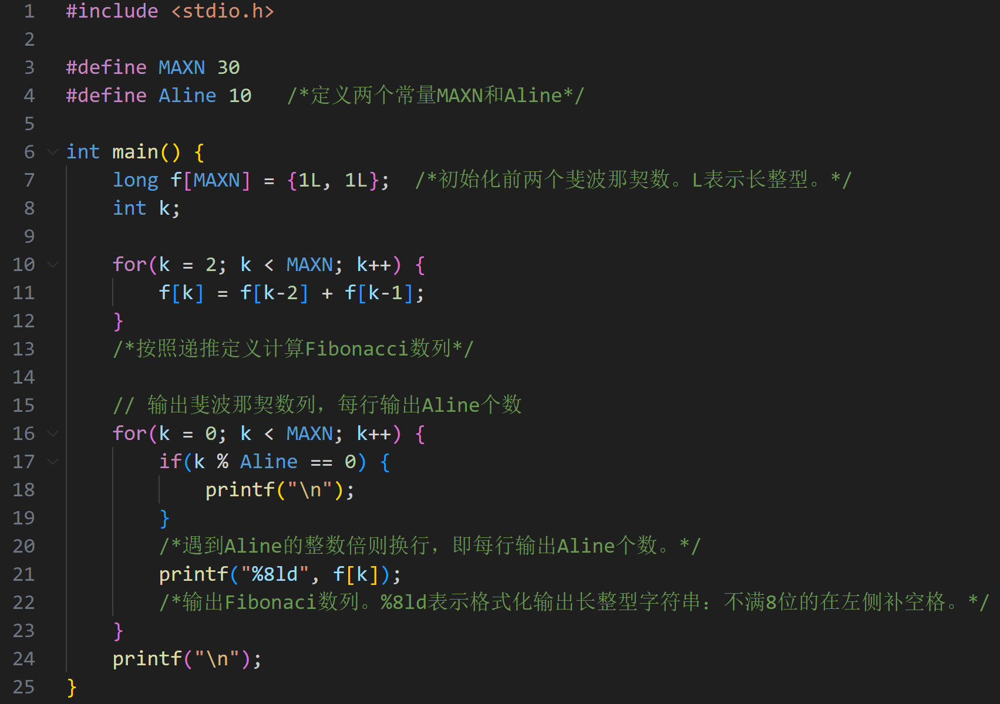 1 #include <stdio.h>
2
3 #define MAXN 30
4 #define Aline 10   /*定义两个常量MAXN和Aline*/
5
6 int main() {
7     long f[MAXN] = {1L, 1L};  /*初始化前两个斐波那契数。L表示长整型。*/
8     int k;
9
10     for(k = 2; k < MAXN; k++) {
11         f[k] = f[k-2] + f[k-1];
12     }
13     /*按照递推定义计算Fibonacci数列*/
14
15     // 输出斐波那契数列，每行输出Aline个数
16     for(k = 0; k < MAXN; k++) {
17         if(k % Aline == 0) {
18             printf("\n");
19         }
20         /*遇到Aline的整数倍则换行，即每行输出Aline个数。*/
21         printf("%8ld", f[k]);
22         /*输出Fibonaci数列。%8ld表示格式化输出长整型字符串：不满8位的在左侧补空格。*/
23     }
24     printf("\n");
25 }